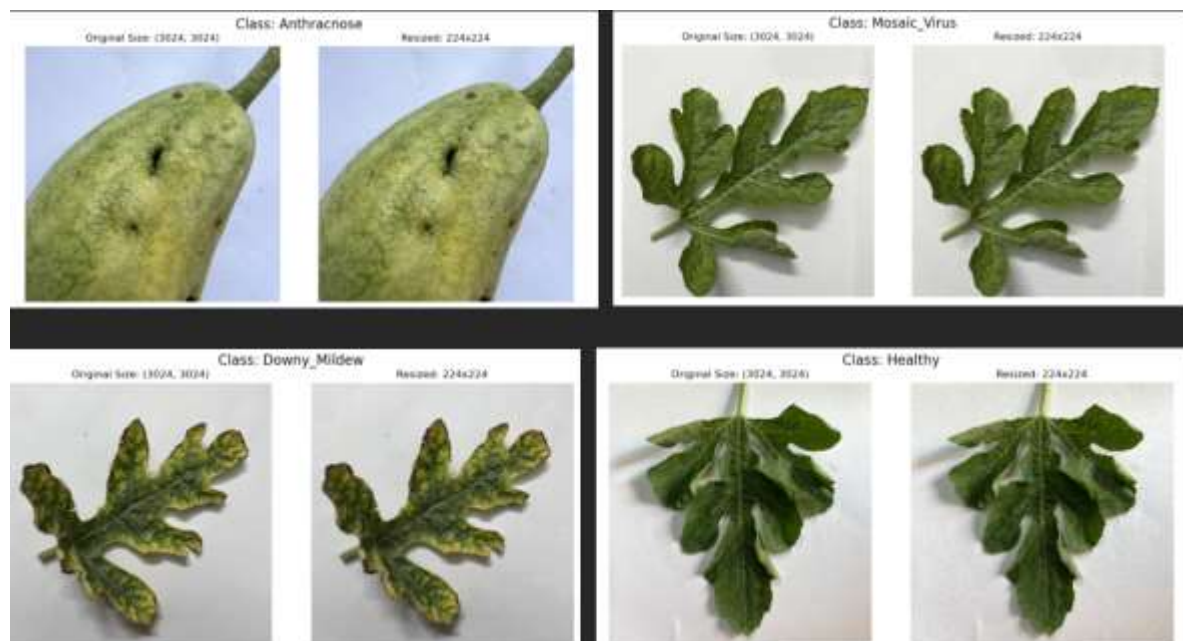 Class: Anthracnose
Original Size: (3024, 3024) Resized: 224x224
Class: Mosaic_Virus
Original Size: (3024, 3024) Resized: 224x224
Class: Downy_Mildew
Original Size: (3024, 3024) Resized: 224x224
Class: Healthy
Original Size: (3024, 3024) Resized: 224x224